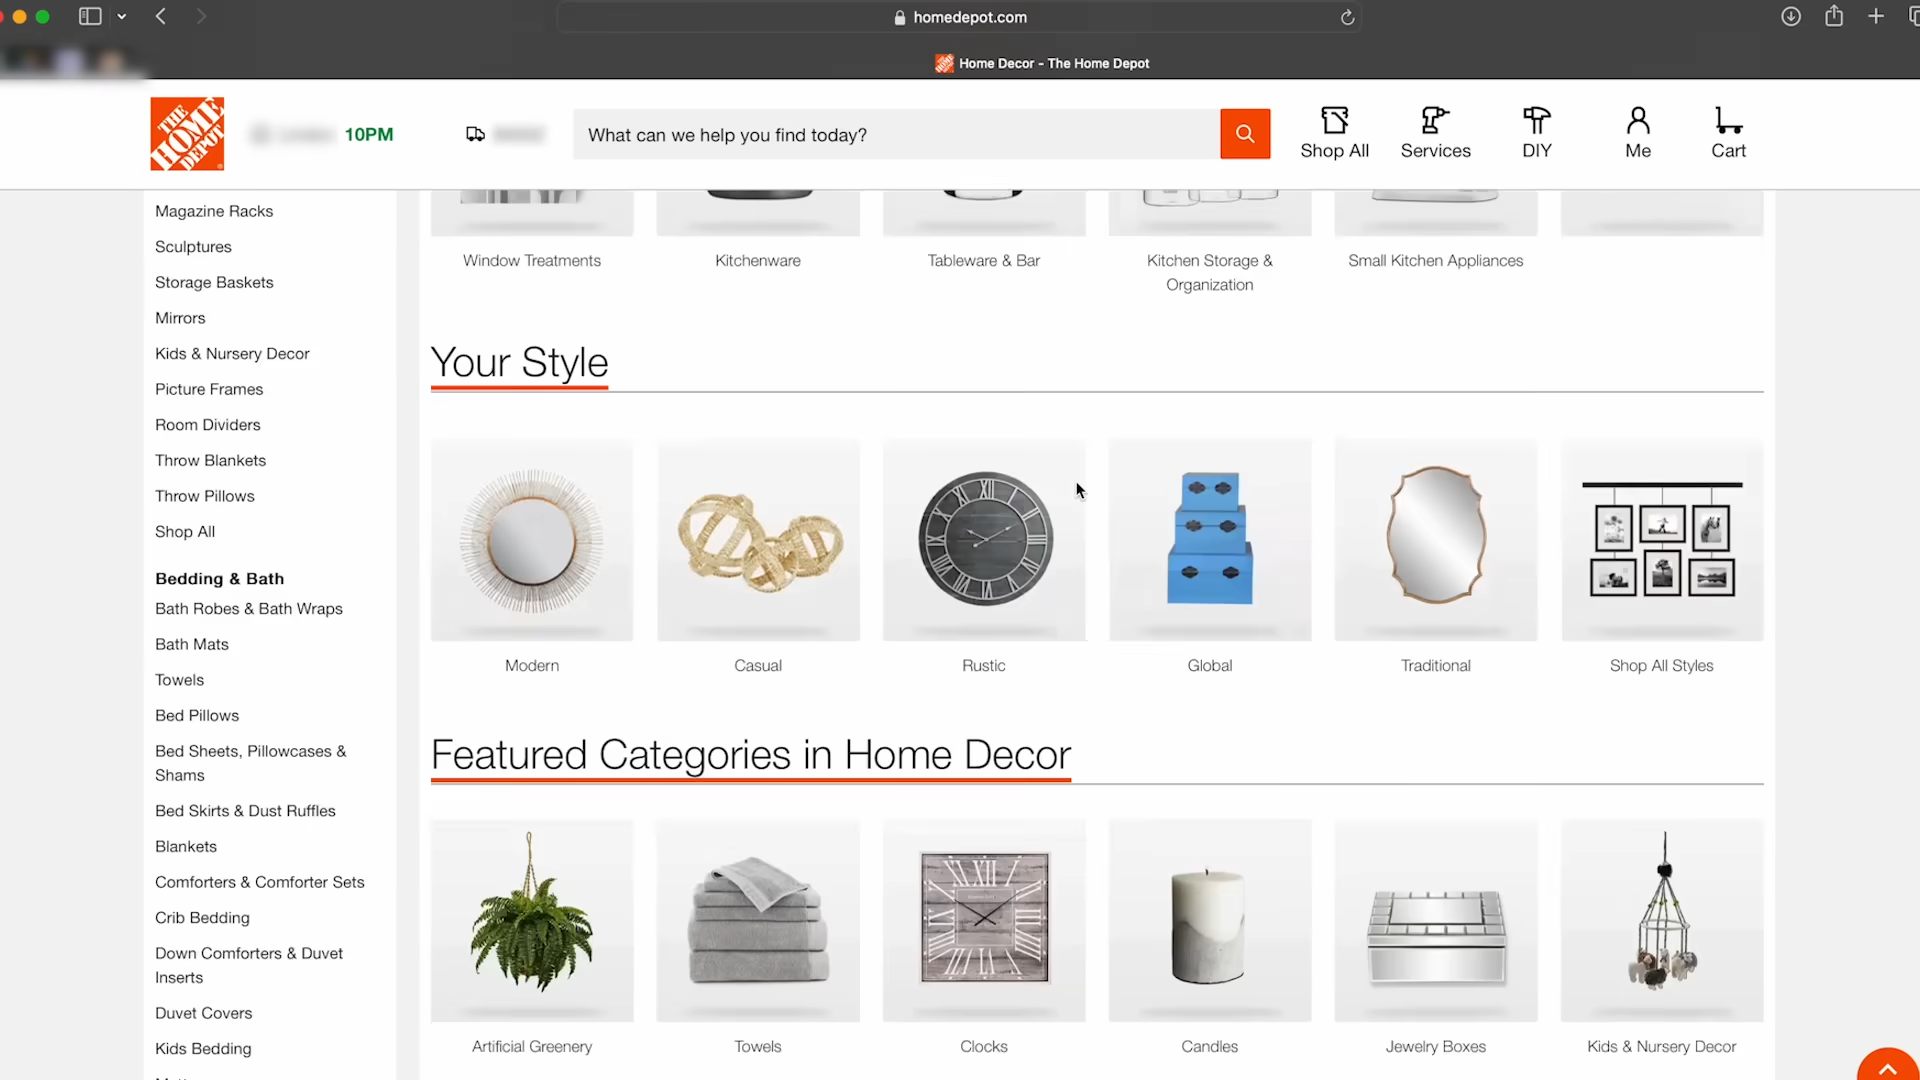 homedepot.com
Home Decor - The Home Depot
THE HOME DEPOT
10PM
What can we help you find today?
Shop All
Services
DIY
Me
Cart
Magazine Racks
Sculptures
Storage Baskets
Mirrors
Kids & Nursery Decor
Picture Frames
Room Dividers
Throw Blankets
Throw Pillows
Shop All
Bedding & Bath
Bath Robes & Bath Wraps
Bath Mats
Towels
Bed Pillows
Bed Sheets, Pillowcases &
Shams
Bed Skirts & Dust Ruffles
Blankets
Comforters & Comforter Sets
Crib Bedding
Down Comforters & Duvet
Inserts
Duvet Covers
Kids Bedding
Window Treatments
Kitchenware
Tableware & Bar
Kitchen Storage &
Organization
Small Kitchen Appliances
Your Style
Modern
Casual
Rustic
Global
Traditional
Shop All Styles
Featured Categories in Home Decor
Artificial Greenery
Towels
Clocks
Candles
Jewelry Boxes
Kids & Nursery Decor